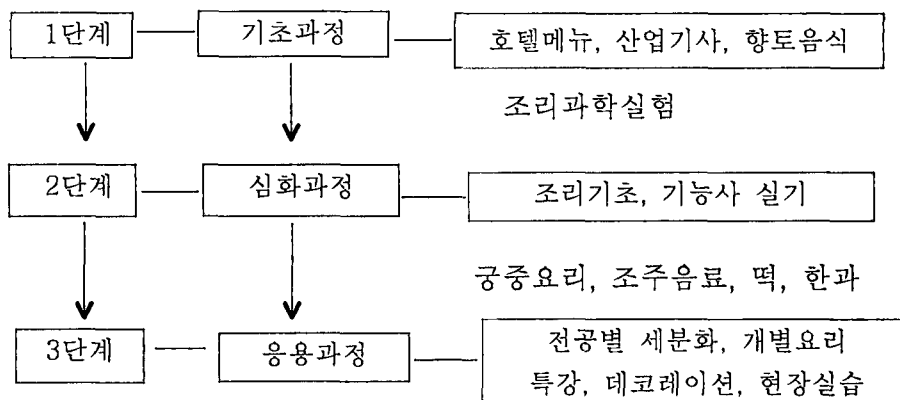 1단계 기초과정 호텔메뉴, 산업기사, 향토음식
조리과학실험
2단계 심화과정 조리기초, 기능사 실기
궁중요리, 조주음료, 떡, 한과
3단계 응용과정 전공별 세분화, 개별요리
특강, 데코레이션, 현장실습